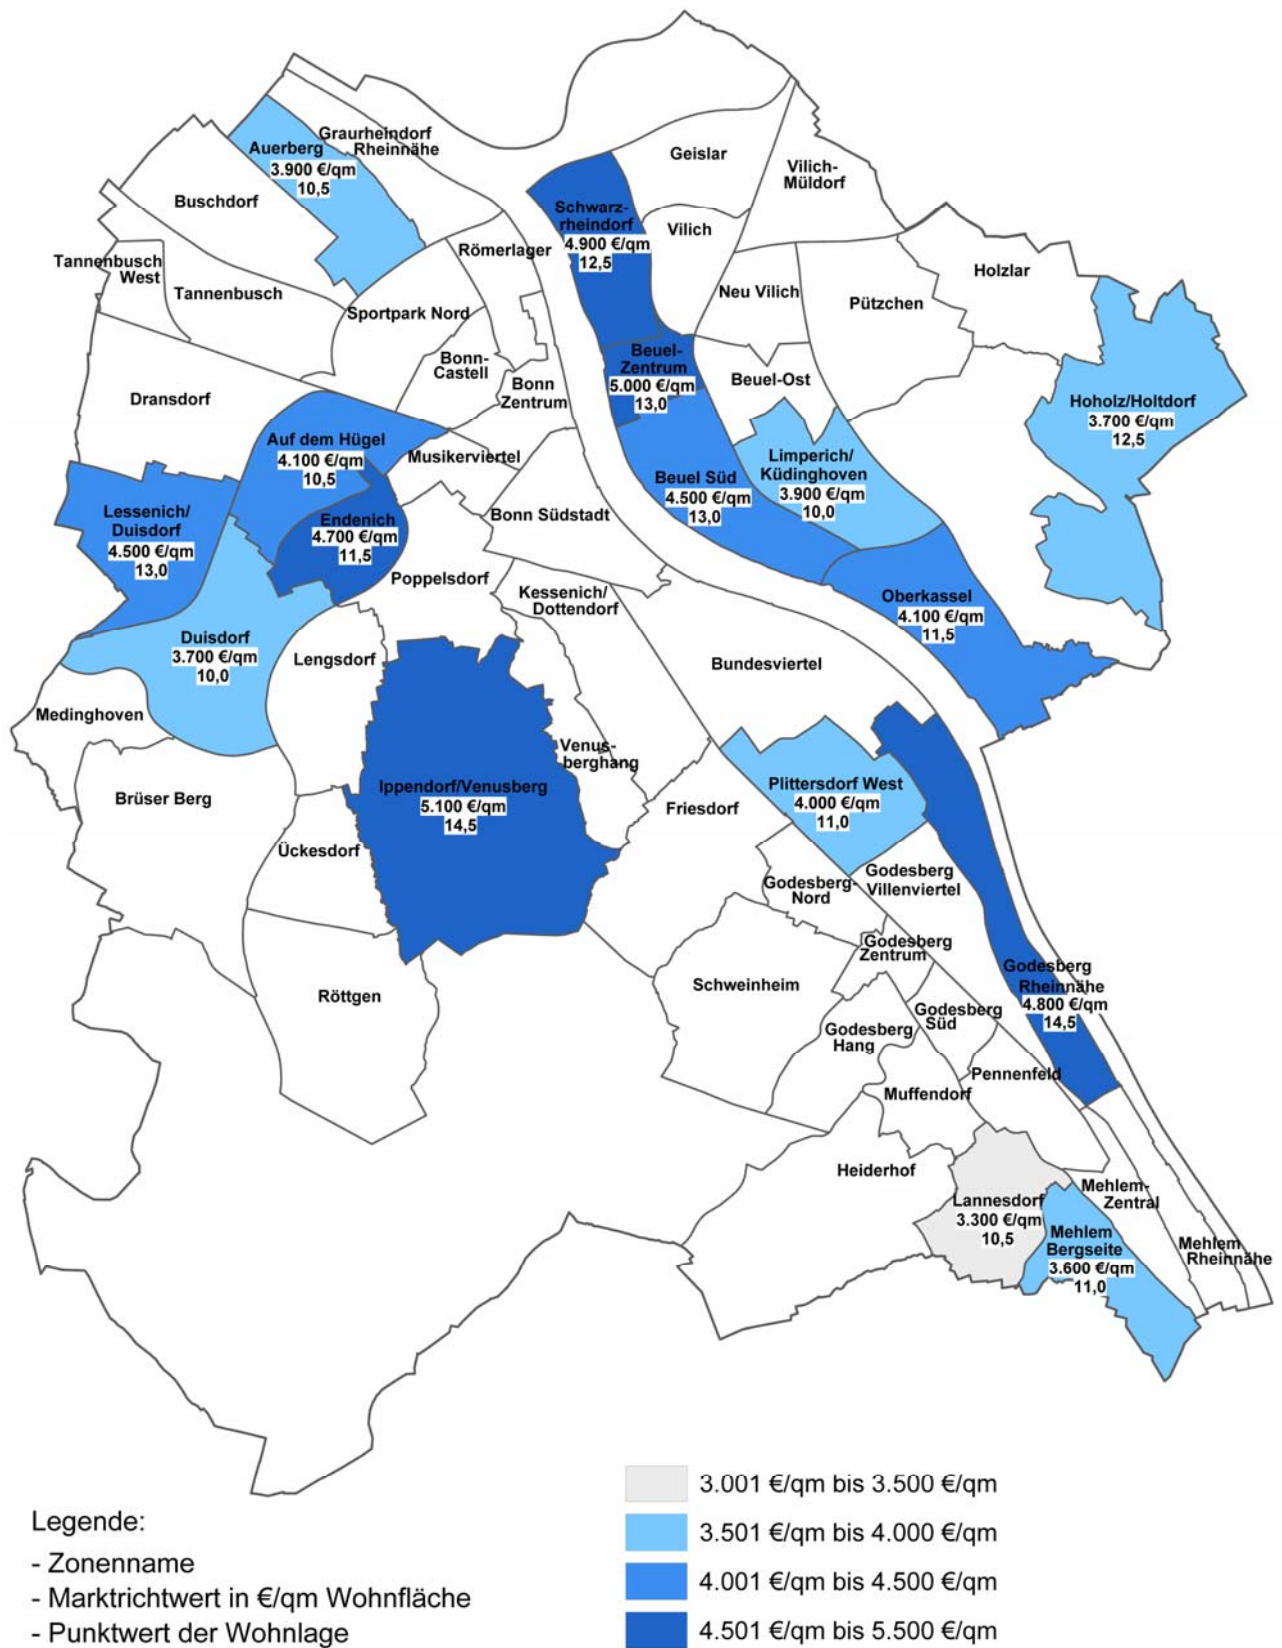 Graurheindorf
Rheinnähe
Auerberg
3.900 €/qm
10,5
Buschdorf
Geislar
Vilich-
Müldorf
Schwarz-
rheindorf
4.900 €/qm
12,5
Vilich
Römerlager
Tannenbusch
West
Tannenbusch
Sportpark Nord
Neu Vilich
Pützchen
Holzlar
Bonn-
Castell
Bonn
Zentrum
Beuel-
Zentrum
5.000 €/qm
13,0
Beuel-Ost
Dransdorf
Hoholz/Holtdorf
3.700 €/qm
12,5
Auf dem Hügel
4.100 €/qm
10,5
Musikerviertel
Limperich/
Küdinghoven
3.900 €/qm
10,0
Beuel Süd
4.500 €/qm
13,0
Lessenich/
Duisdorf
4.500 €/qm
13,0
Endenich
4.700 €/qm
11,5
Bonn Südstadt
Poppelsdorf
Kessenich/
Dottendorf
Oberkassel
4.100 €/qm
11,5
Duisdorf
3.700 €/qm
10,0
Lengsdorf
Bundesviertel
Medinghoven
Venus-
berghang
Brüser Berg
Ippendorf/Venusberg
5.100 €/qm
14,5
Plittersdorf West
4.000 €/qm
11,0
Friesdorf
Ückesdorf
Godesberg-
Nord
Godesberg
Villenviertel
Godesberg
Zentrum
Röttgen
Schweinheim
Godesberg
Rheinnähe
4.800 €/qm
14,5
Godesberg
Süd
Godesberg
Hang
Pennenfeld
Muffendorf
Heiderhof
Lannesdorf
3.300 €/qm
10,5
Mehlem-
Zentral
Mehlem
Bergseite
3.600 €/qm
11,0
Mehlem
Rheinnähe
Legende:
- Zonenname
- Marktrichtwert in €/qm Wohnfläche
- Punktwert der Wohnlage
3.001 €/qm bis 3.500 €/qm
3.501 €/qm bis 4.000 €/qm
4.001 €/qm bis 4.500 €/qm
4.501 €/qm bis 5.500 €/qm